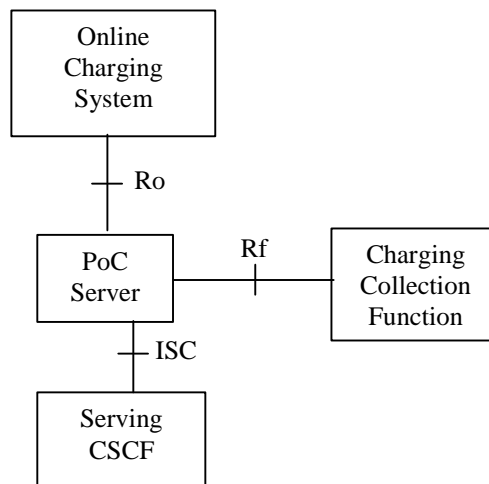 Online
Charging
System
Ro
PoC
Server
Rf
Charging
Collection
Function
ISC
Serving
CSCF